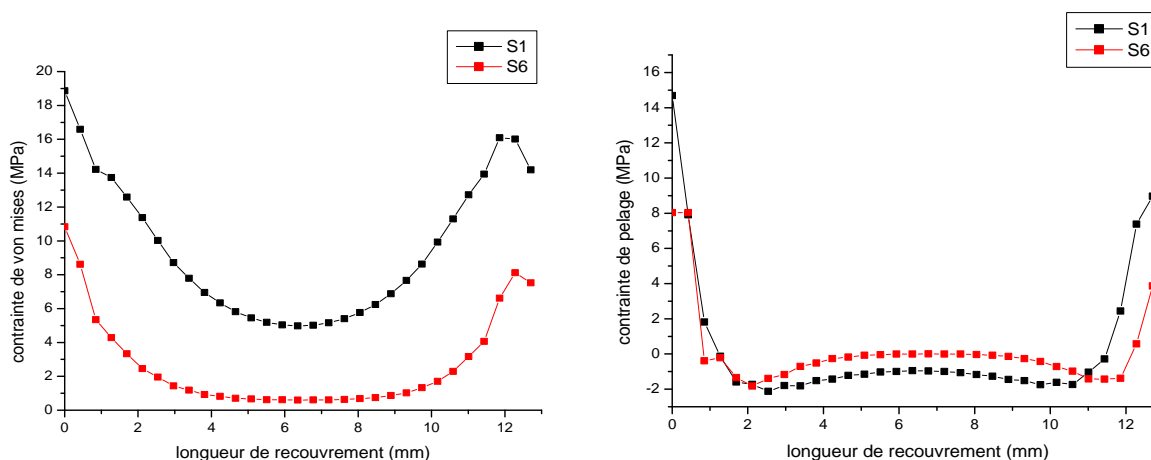 S1
S6
20
18
16
14
12
10
8
6
4
2
0
0 2 4 6 8 10 12
contrainte de von mises (MPa)
longueur de recouvrement (mm)
S1
S6
16
14
12
10
8
6
4
2
0
-2
0 2 4 6 8 10 12
contrainte de pelage (MPa)
longueur de recouvrement (mm)